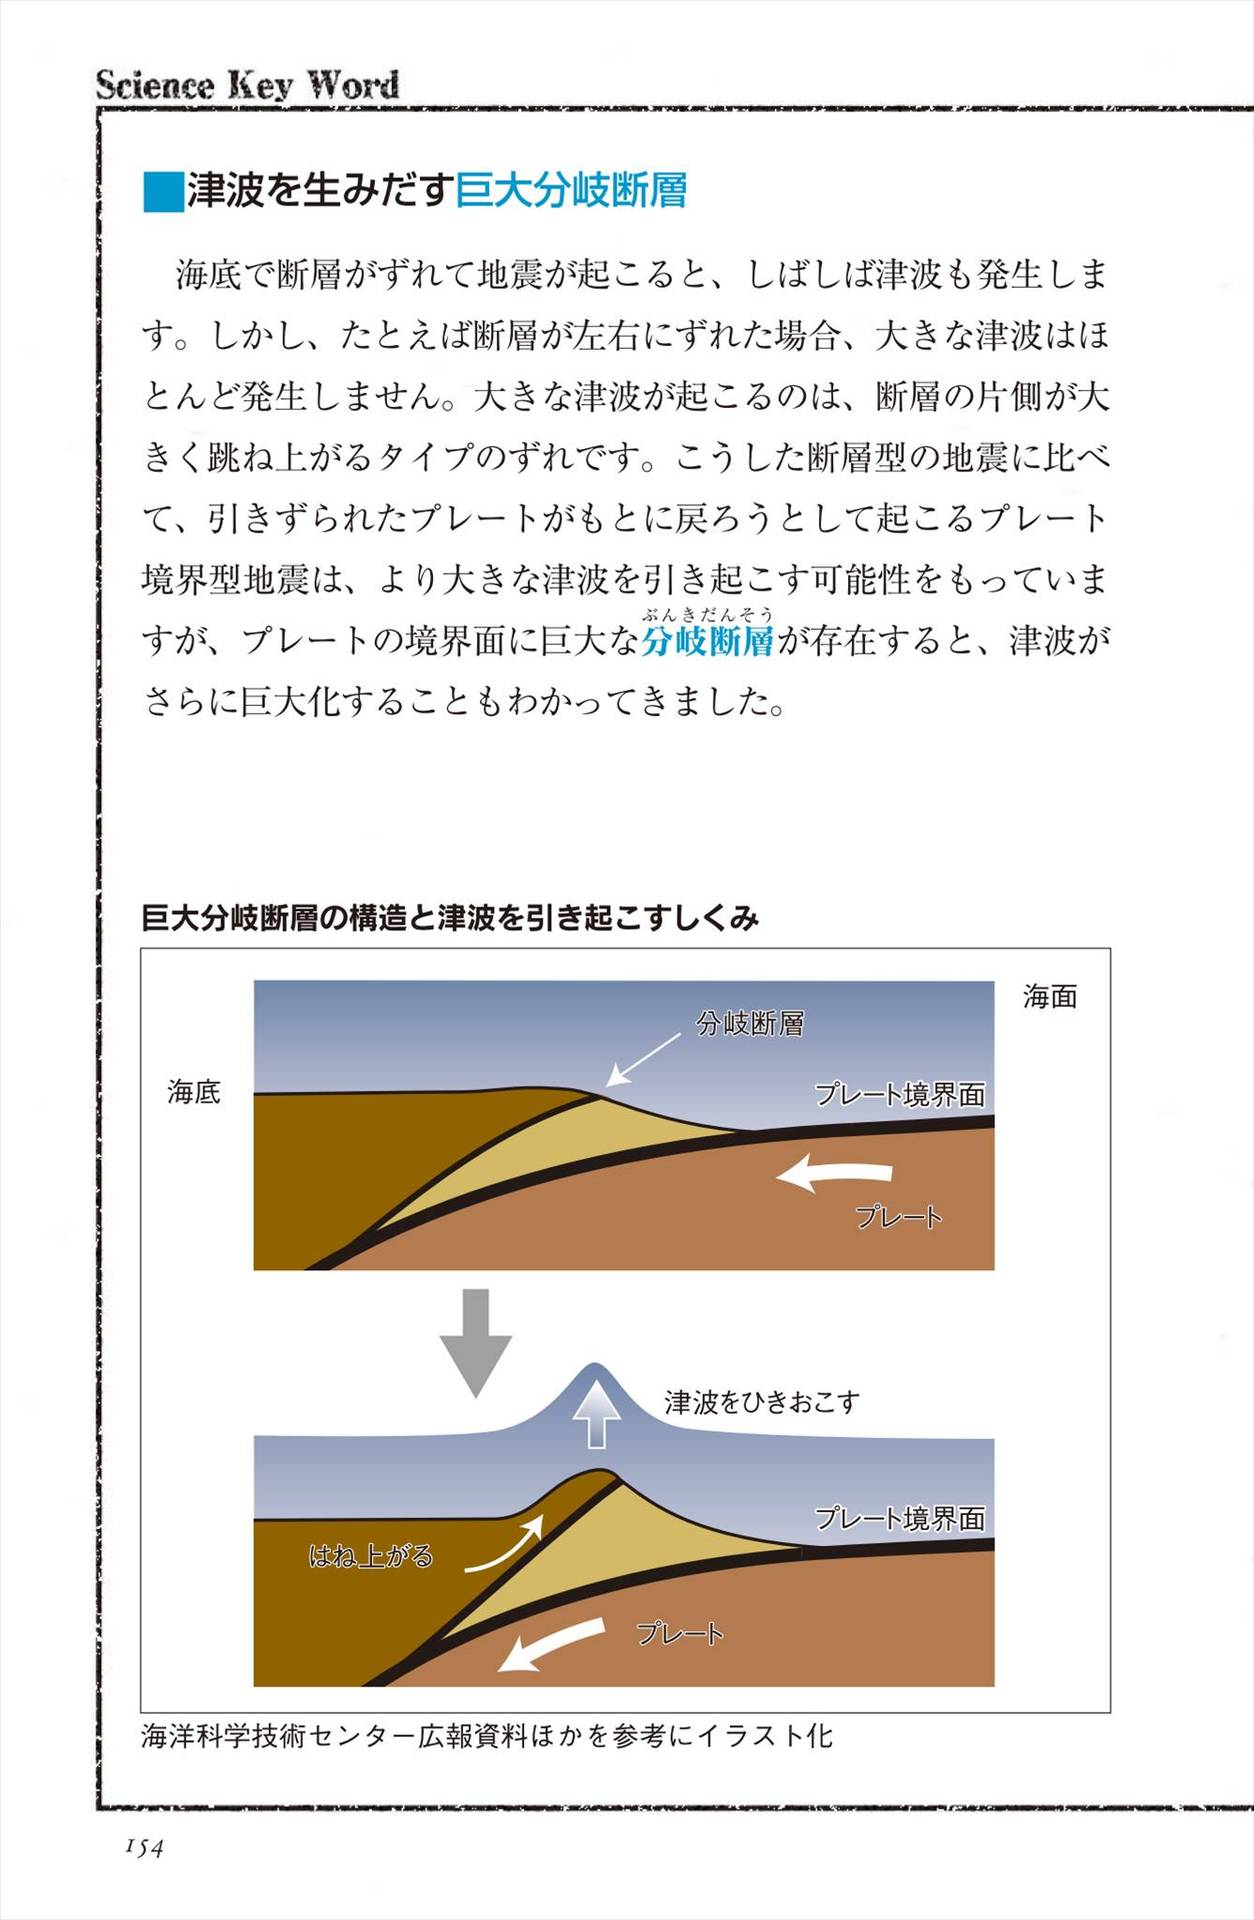 Science Key Word
■津波を生みだす巨大分岐断層
海底で断層がずれて地震が起こると、しばしば津波も発生しま
す。しかし、たとえば断層が左右にずれた場合、大きな津波はほ
とんど発生しません。大きな津波が起こるのは、断層の片側が大
きく跳ね上がるタイプのずれです。こうした断層型の地震に比べ
て、引きずられたプレートがもとに戻ろうとして起こるプレート
境界型地震は、より大きな津波を引き起こす可能性をもっていま
ぶんきだんそう
すが、プレートの境界面に巨大な分岐断層が存在すると、津波が
さらに巨大化することもわかってきました。
巨大分岐断層の構造と津波を引き起こすしくみ
海面
分岐断層
海底
プレート境界面
プレート
津波をひきおこす
プレート境界面
はね上がる
プレート
海洋科学技術センター広報資料ほかを参考にイラスト化
154